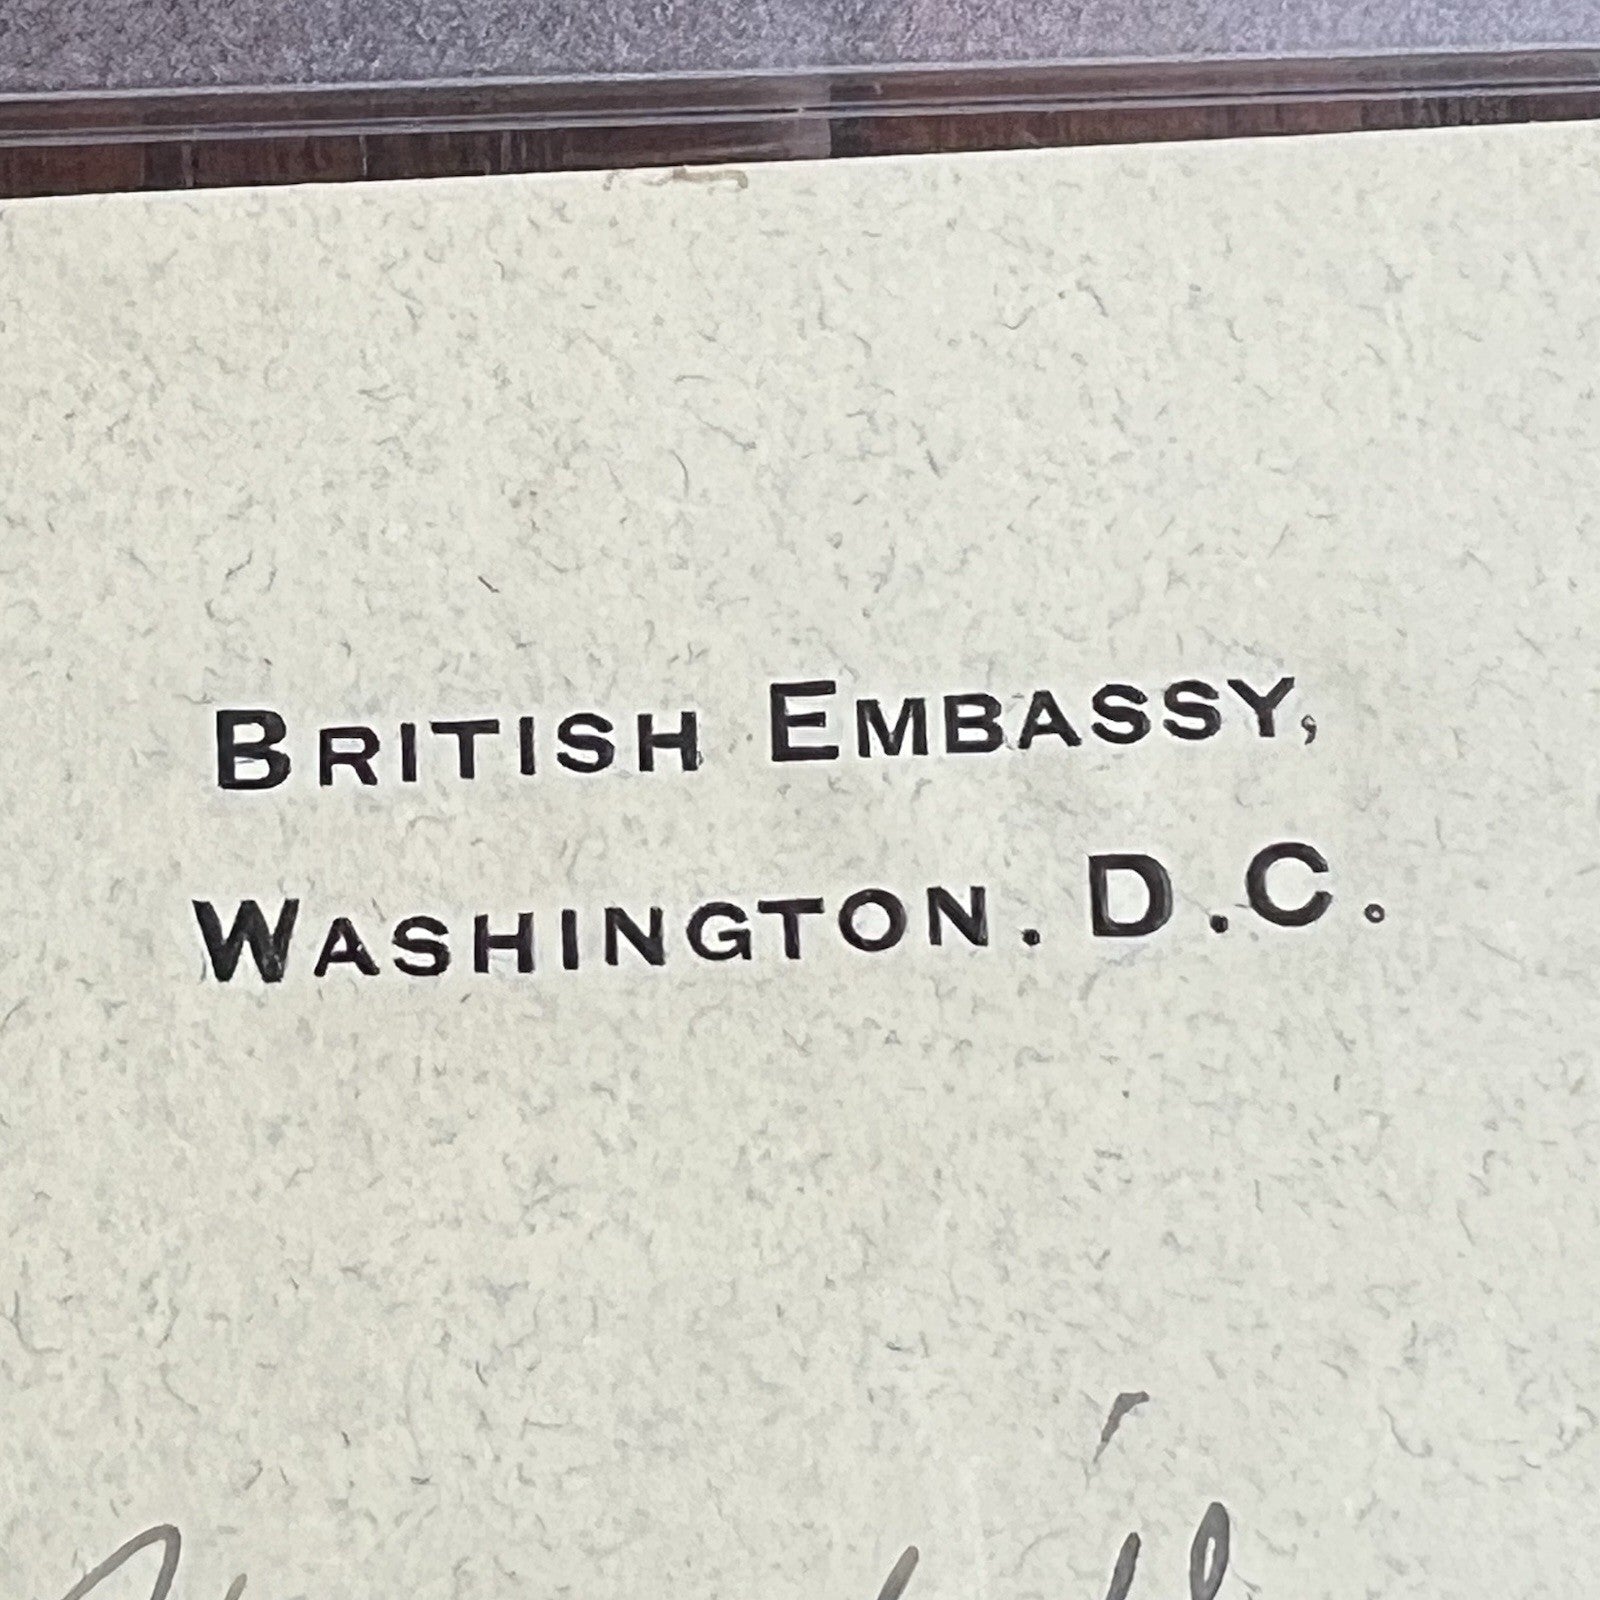 British Embassy,
Washington. D.C.